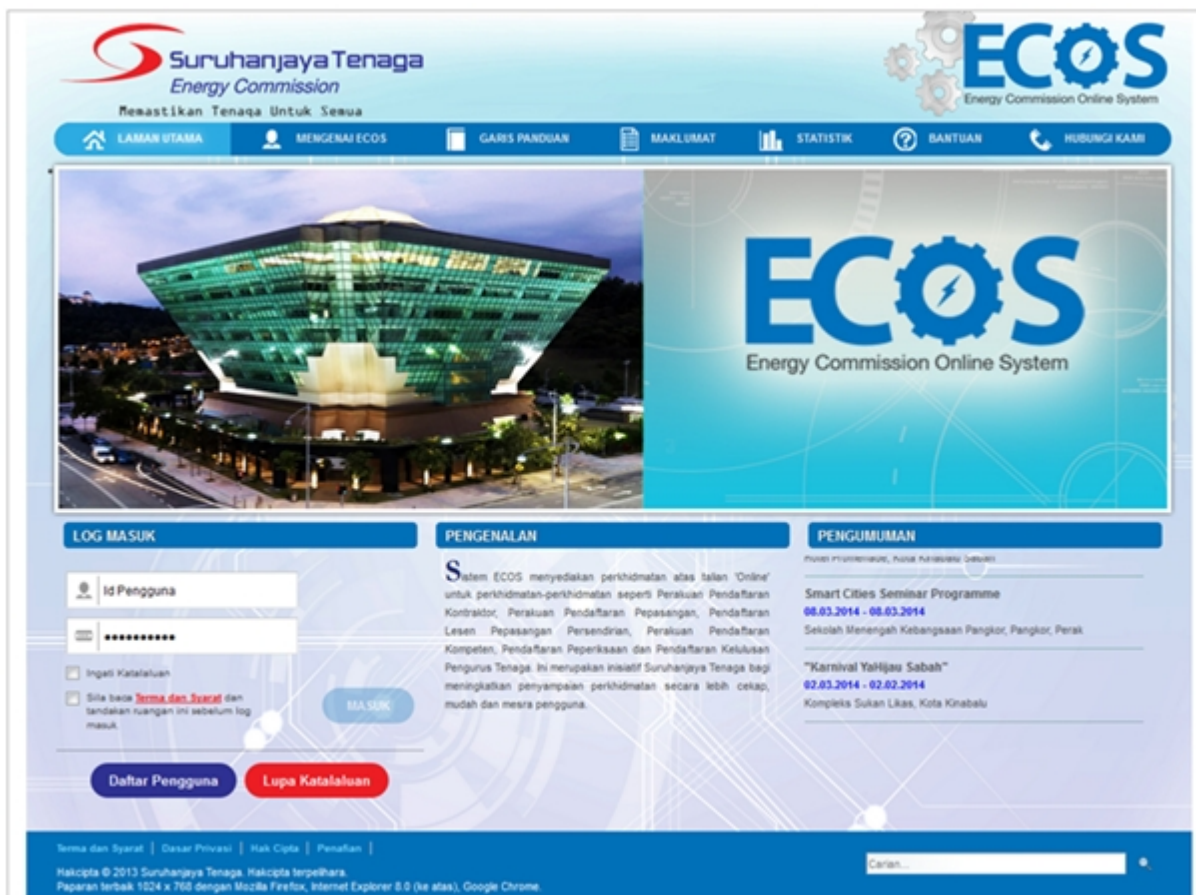 Suruhanjaya Tenaga
Energy Commission
Memastikan Tenaga Untuk Semua
ECOS
Energy Commission Online System
LAMAN UTAMA
MENGENAI ECOS
GARIS PANDUAN
MAKLUMAT
STATISTIK
BANTUAN
HUBUNGI KAMI
ECOS
Energy Commission Online System
LOG MASUK
Id Pengguna
Ingati Katalaluan
Sila baca Terma dan Syarat dan
tandakan ruangan ini sebelum log
masuk.
MASUK
Daftar Pengguna
Lupa Katalaluan
PENGENALAN
Sistem ECOS menyediakan perkhidmatan atas talian 'Online'
untuk perkhidmatan-perkhidmatan seperti Perakuan Pendaftaran
Kontraktor, Perakuan Pendaftaran Pepasangan, Pendaftaran
Lesen Pepasangan Persendirian, Perakuan Pendaftaran
Kompeten, Pendaftaran Peperiksaan dan Pendaftaran Kelulusan
Pengurus Tenaga. Ini merupakan inisiatif Suruhanjaya Tenaga bagi
meningkatkan penyampaian perkhidmatan secara lebih cekap,
mudah dan mesra pengguna.
PENGUMUMAN
Hotel Promenade, Kota Kinabalu Sabah
Smart Cities Seminar Programme
08.03.2014 - 08.03.2014
Sekolah Menengah Kebangsaan Pangkor, Pangkor, Perak
"Karnival YaHijau Sabah"
02.03.2014 - 02.02.2014
Kompleks Sukan Likas, Kota Kinabalu
Terma dan Syarat | Dasar Privasi | Hak Cipta | Penafian |
Hakcipta © 2013 Suruhanjaya Tenaga. Hakcipta terpelihara.
Paparan terbaik 1024 x 768 dengan Mozilla Firefox, Internet Explorer 8.0 (ke atas), Google Chrome.
Carian...